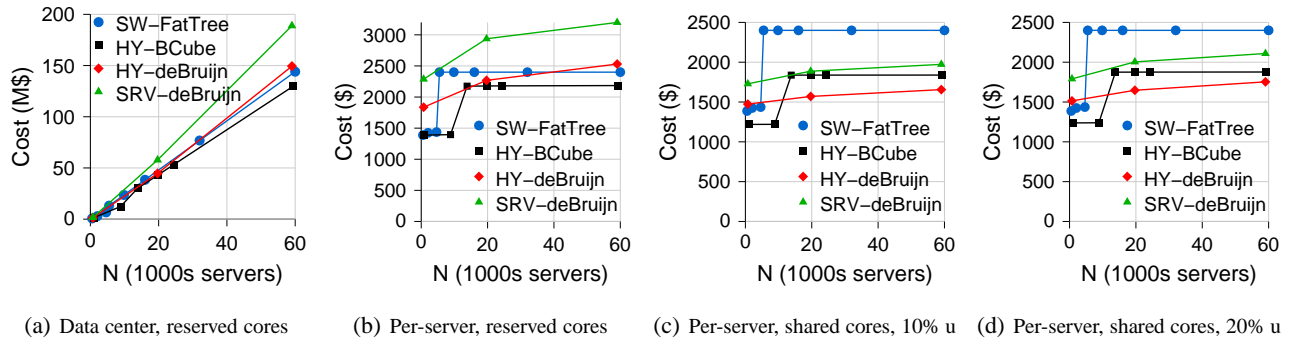 200
150
100
50
0
0 20 40 60
Cost (M$)
N (1000s servers)
SW−FatTree
HY−BCube
HY−deBruijn
SRV−deBruijn
(a) Data center, reserved cores
3000
2500
2000
1500
1000
500
0
0 20 40 60
Cost ($)
N (1000s servers)
SW−FatTree
HY−BCube
HY−deBruijn
SRV−deBruijn
(b) Per-server, reserved cores
2500
2000
1500
1000
500
0
0 20 40 60
Cost ($)
N (1000s servers)
SW−FatTree
HY−BCube
HY−deBruijn
SRV−deBruijn
(c) Per-server, shared cores, 10% u
2500
2000
1500
1000
500
0
0 20 40 60
Cost ($)
N (1000s servers)
SW−FatTree
HY−BCube
HY−deBruijn
SRV−deBruijn
(d) Per-server, shared cores, 20% u